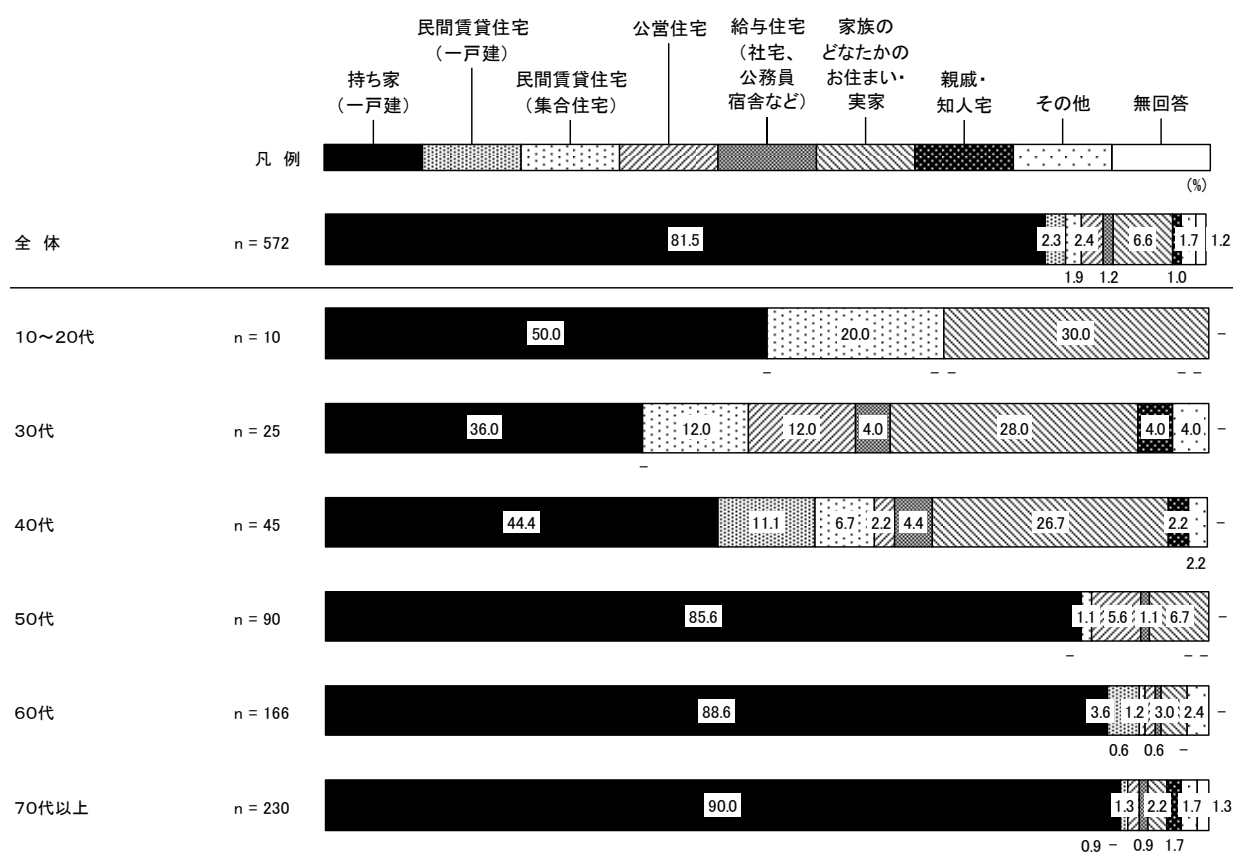 民間賃貸住宅
（一戸建）
公営住宅
給与住宅
（社宅、
公務員
宿舎など）
家族の
どなたかの
お住まい・
実家
持ち家
（一戸建）
民間賃貸住宅
（集合住宅）
親戚・
知人宅
その他
無回答
凡 例
(%)
全 体 n = 572 81.5 2.3 2.4 6.6 1.7 1.2
1.9 1.2 1.0
10～20代 n = 10 50.0 20.0 30.0 －
－ － － － －
30代 n = 25 36.0 12.0 12.0 4.0 28.0 4.0 4.0 －
－
40代 n = 45 44.4 11.1 6.7 2.2 4.4 26.7 2.2 －
2.2
50代 n = 90 85.6 1.1 5.6 1.1 6.7 －
－ － －
60代 n = 166 88.6 3.6 1.2 3.0 2.4 －
0.6 0.6 －
70代以上 n = 230 90.0 1.3 2.2 1.7 1.3
0.9 － 0.9 1.7